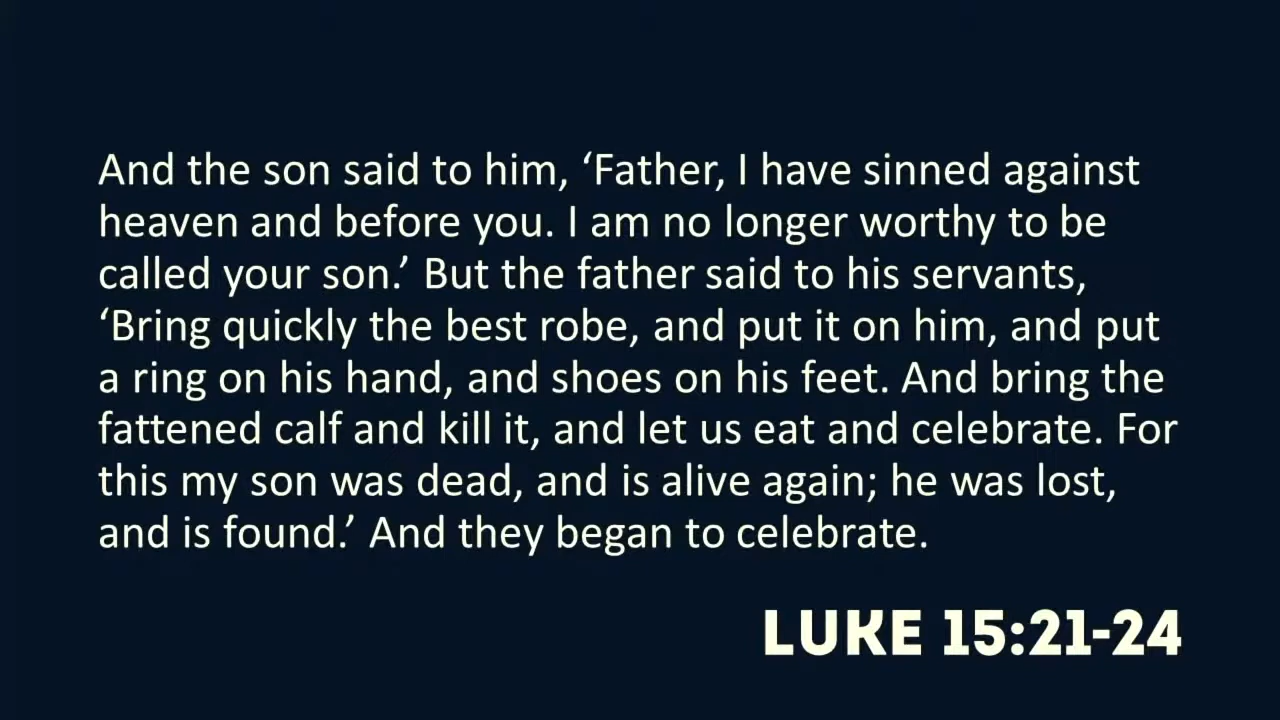 And the son said to him, ‘Father, I have sinned against
heaven and before you. I am no longer worthy to be
called your son.’ But the father said to his servants,
‘Bring quickly the best robe, and put it on him, and put
a ring on his hand, and shoes on his feet. And bring the
fattened calf and kill it, and let us eat and celebrate. For
this my son was dead, and is alive again; he was lost,
and is found.’ And they began to celebrate.
LUKE 15:21-24